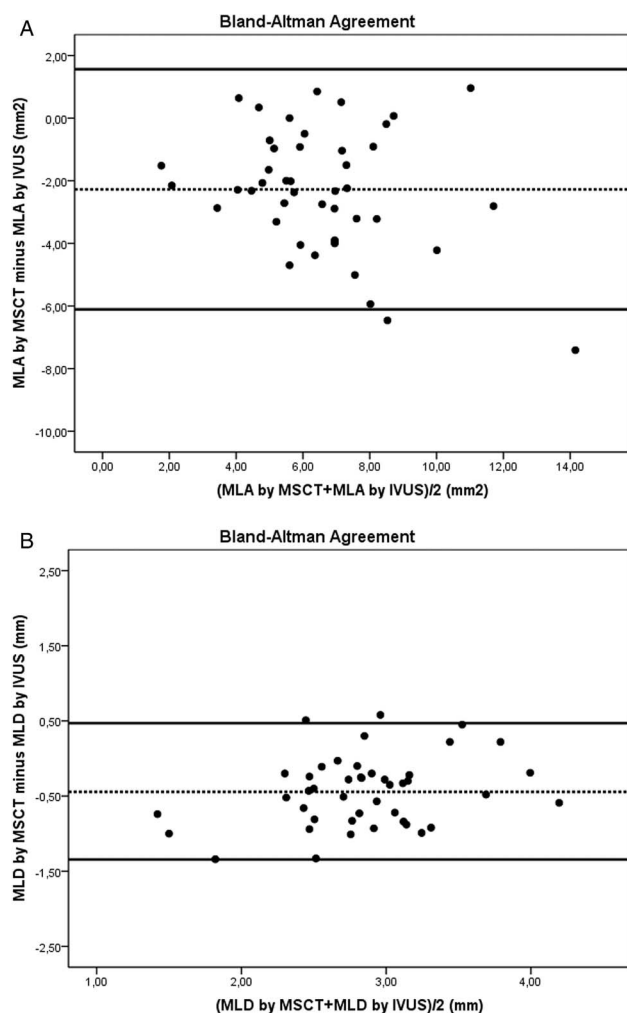 A
Bland-Altman Agreement
MLA by MSCT minus MLA by IVUS (mm2)
2,00
0,00
-2,00
-4,00
-6,00
-8,00
-10,00
0,00 2,00 4,00 6,00 8,00 10,00 12,00 14,00
(MLA by MSCT+MLA by IVUS)/2 (mm2)
B
Bland-Altman Agreement
MLD by MSCT minus MLD by IVUS (mm)
2,50
1,50
0,50
-0,50
-1,50
-2,50
1,00 2,00 3,00 4,00
(MLD by MSCT+MLD by IVUS)/2 (mm)